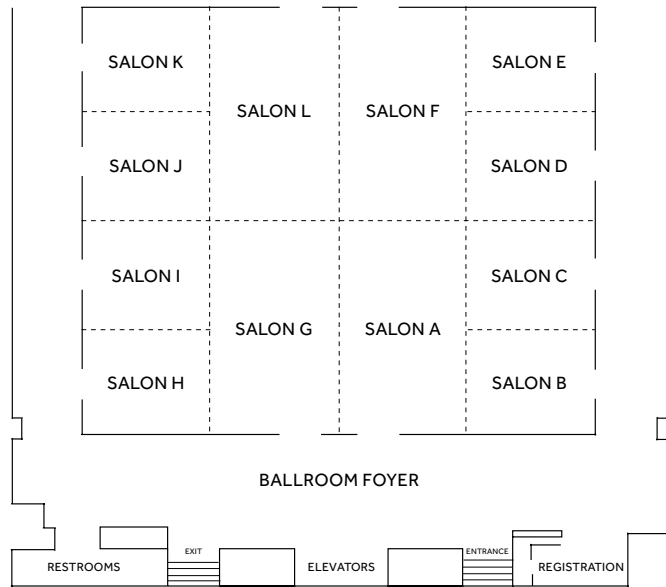 SALON K
SALON E
SALON L
SALON F
SALON J
SALON D
SALON I
SALON C
SALON G
SALON A
SALON H
SALON B
BALLROOM FOYER
EXIT
ENTRANCE
RESTROOMS
ELEVATORS
REGISTRATION